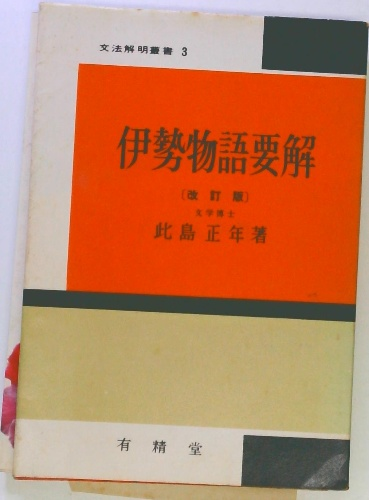 文法解明叢書 3
伊勢物語要解
〔改訂版〕
文学博士
此島正年著
有精堂